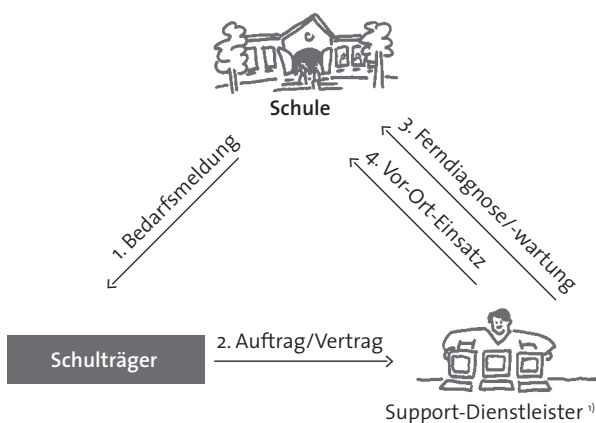 Schule
1. Bedarfsmeldung
3. Ferndiagnose/-wartung
4. Vor-Ort-Einsatz
Schulträger
2. Auftrag/Vertrag
Support-Dienstleister ¹⁾